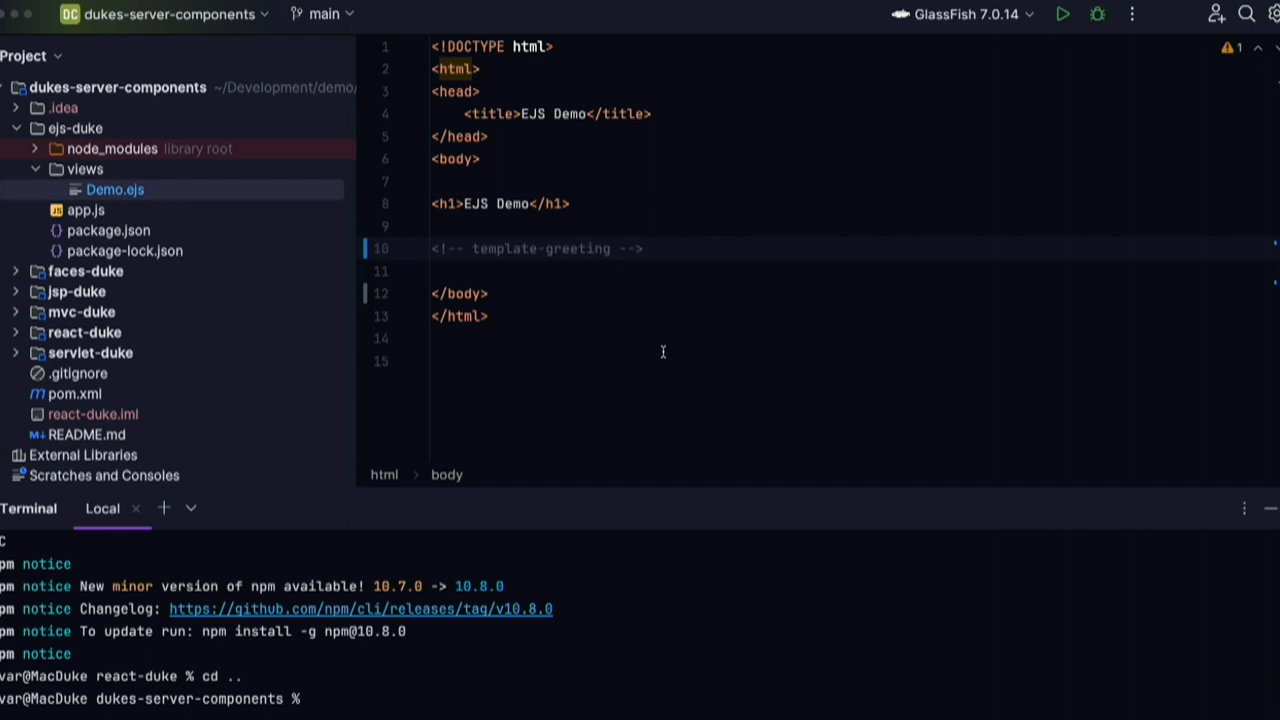 DC dukes-server-components main GlassFish 7.0.14
Project
dukes-server-components ~/Development/demo/
.idea
ejs-duke
node_modules library root
views
Demo.ejs
JS app.js
{} package.json
{} package-lock.json
faces-duke
jsp-duke
mvc-duke
react-duke
servlet-duke
.gitignore
m pom.xml
react-duke.iml
M↓ README.md
External Libraries
Scratches and Consoles
1 <!DOCTYPE html>
2 <html>
3 <head>
4 <title>EJS Demo</title>
5 </head>
6 <body>
7
8 <h1>EJS Demo</h1>
9
10 <!-- template-greeting -->
11
12 </body>
13 </html>
14
15
1
html > body
Terminal Local
C
pm notice
pm notice New minor version of npm available! 10.7.0 -> 10.8.0
pm notice Changelog: https://github.com/npm/cli/releases/tag/v10.8.0
pm notice To update run: npm install -g npm@10.8.0
pm notice
var@MacDuke react-duke % cd ..
var@MacDuke dukes-server-components %